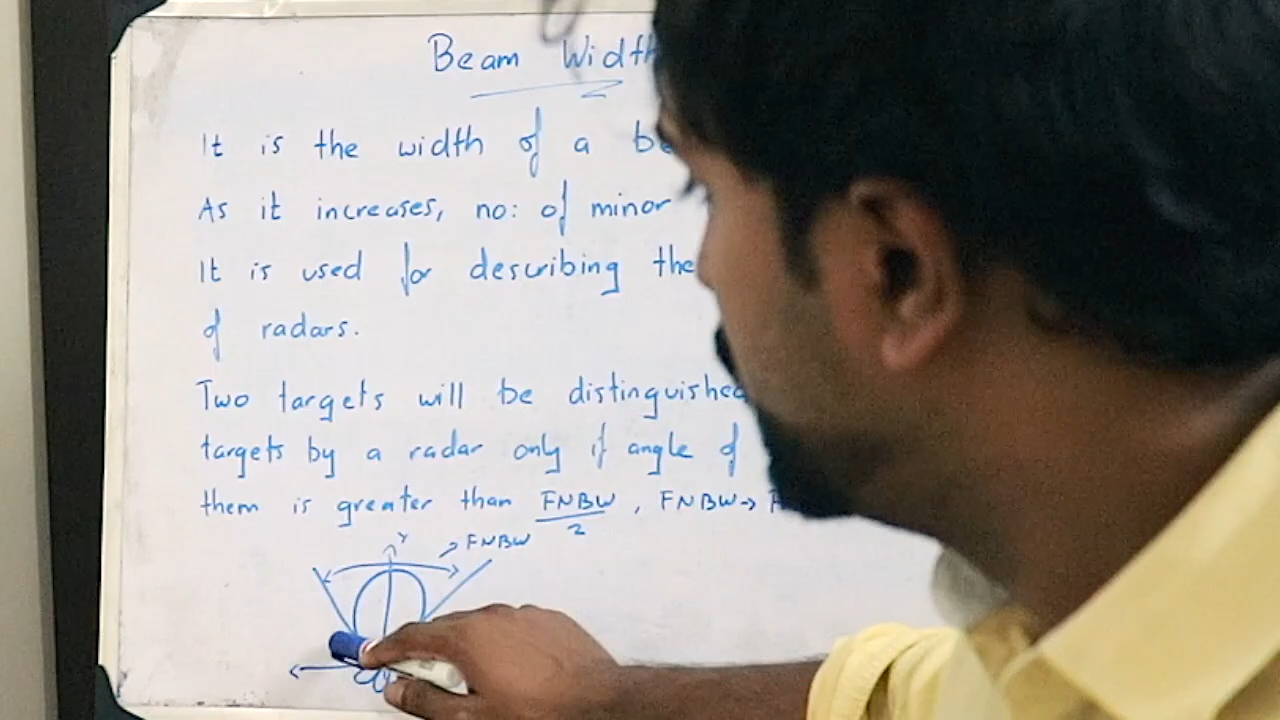 Beam Width
It is the width of a
As it increases, no: of minor
It is used for describing the
of radars.
Two targets will be distinguished
targets by a radar only if angle of
them is greater than FNBW/2, FNBW→
Y
→ FNBW